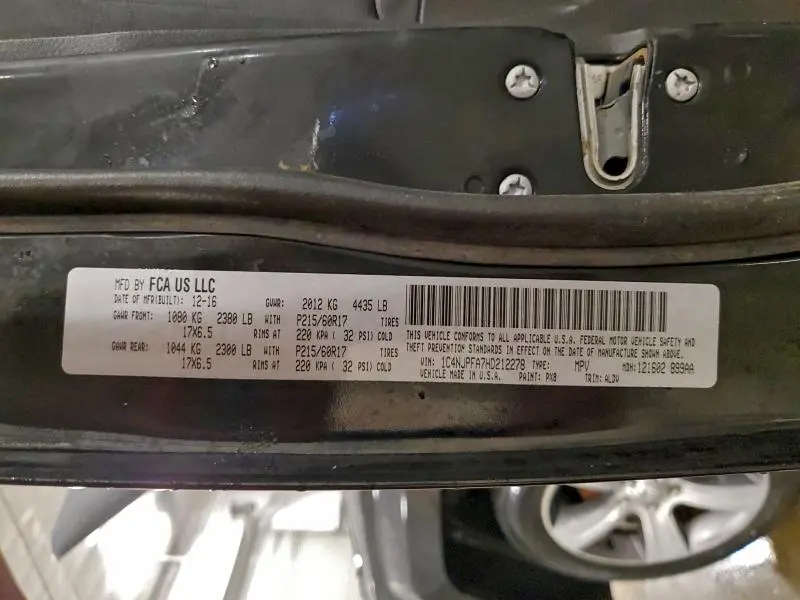 MFD BY FCA US LLC
DATE OF MFR(BUILT): 12-16 GVWR: 2012 KG 4435 LB
GAWR FRONT: 1080 KG 2380 LB WITH P215/60R17 TIRES
17X6.5 RIMS AT 220 KPA ( 32 PSI) COLD
GAWR REAR: 1044 KG 2300 LB WITH P215/60R17 TIRES
17X6.5 RIMS AT 220 KPA ( 32 PSI) COLD
THIS VEHICLE CONFORMS TO ALL APPLICABLE U.S.A. FEDERAL MOTOR VEHICLE SAFETY AND
THEFT PREVENTION STANDARDS IN EFFECT ON THE DATE OF MANUFACTURE SHOWN ABOVE.
VIN: 1C4NJPFA7HD212278 TYPE: MPV MDH:121602 899AA
VEHICLE MADE IN U.S.A. PAINT: PX8 TRIM: ALDV